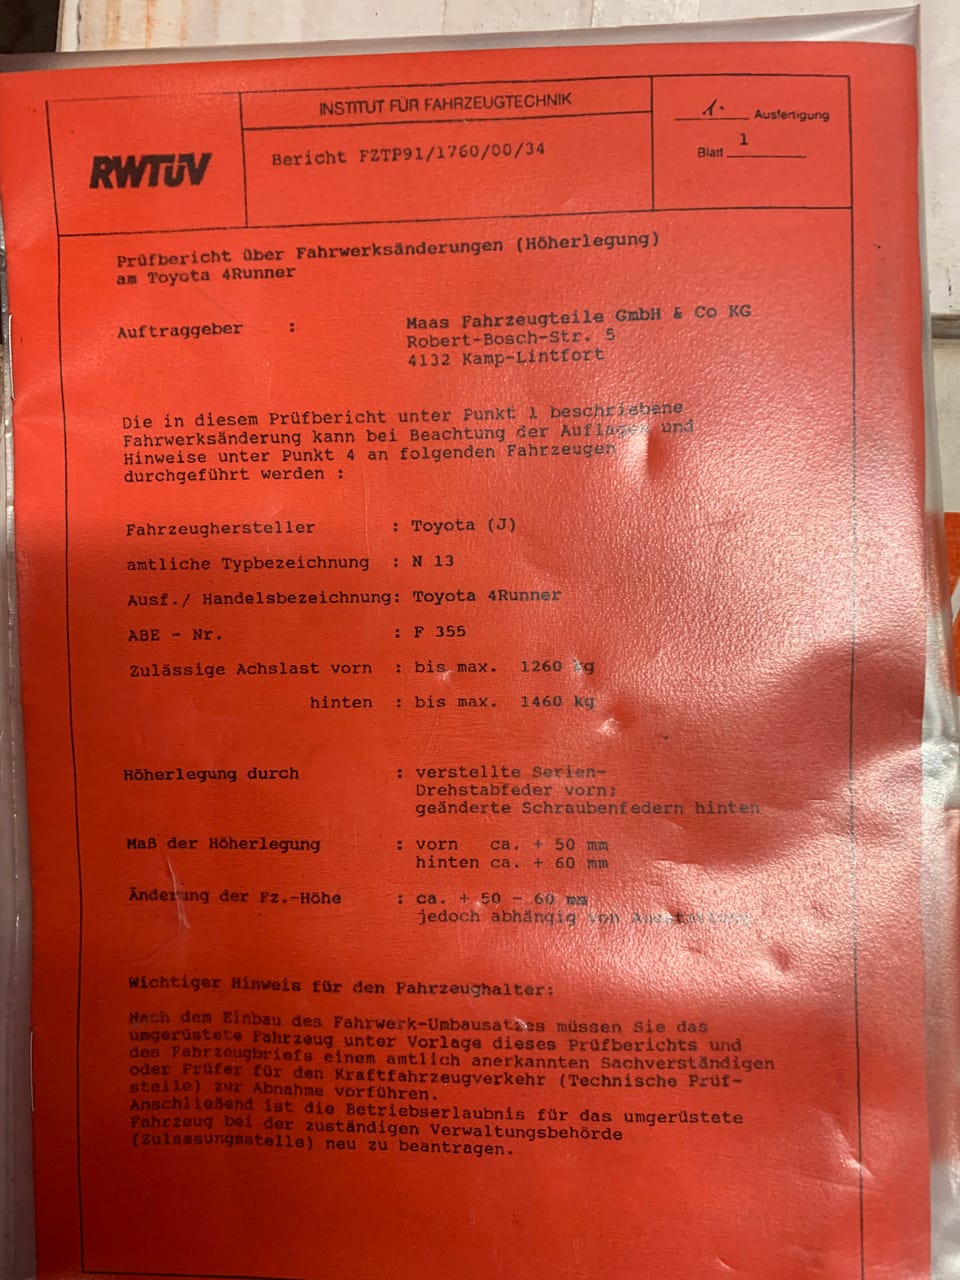 RWTÜV
INSTITUT FÜR FAHRZEUGTECHNIK
Bericht FZTP91/1760/00/34
1. Ausfertigung
Blatt 1
Prüfbericht über Fahrwerksänderungen (Höherlegung)
am Toyota 4Runner
Auftraggeber : Maas Fahrzeugteile GmbH & Co KG
Robert-Bosch-Str. 5
4132 Kamp-Lintfort
Die in diesem Prüfbericht unter Punkt 1 beschriebene
Fahrwerksänderung kann bei Beachtung der Auflagen und
Hinweise unter Punkt 4 an folgenden Fahrzeugen
durchgeführt werden :
Fahrzeughersteller : Toyota (J)
amtliche Typbezeichnung : N 13
Ausf./ Handelsbezeichnung: Toyota 4Runner
ABE - Nr. : F 355
Zulässige Achslast vorn : bis max. 1260 kg
hinten : bis max. 1460 kg
Höherlegung durch : verstellte Serien-
Drehstabfeder vorn;
geänderte Schraubenfedern hinten
Maß der Höherlegung : vorn ca. + 50 mm
hinten ca. + 60 mm
Änderung der Fz.-Höhe : ca. + 50 - 60 mm
jedoch abhängig von
Wichtiger Hinweis für den Fahrzeughalter:
Nach dem Einbau des Fahrwerk-Umbausatzes müssen Sie das
umgerüstete Fahrzeug unter Vorlage dieses Prüfberichts und
des Fahrzeugbriefs einem amtlich anerkannten Sachverständigen
oder Prüfer für den Kraftfahrzeugverkehr (Technische Prüf-
stelle) zur Abnahme vorführen.
Anschließend ist die Betriebserlaubnis für das umgerüstete
Fahrzeug bei der zuständigen Verwaltungsbehörde
(Zulassungsstelle) neu zu beantragen.